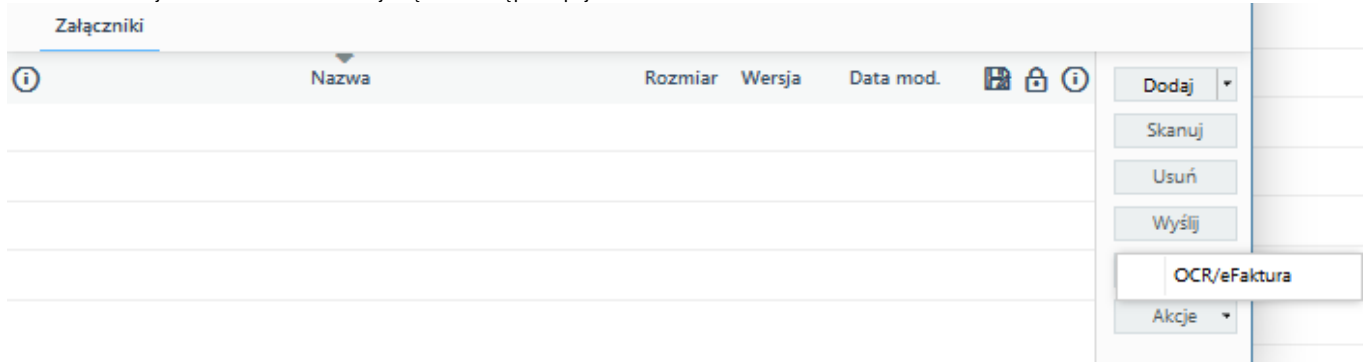 Załączniki
Nazwa Rozmiar Wersja Data mod.
Dodaj
Skanuj
Usuń
Wyślij
OCR/eFaktura
Akcje